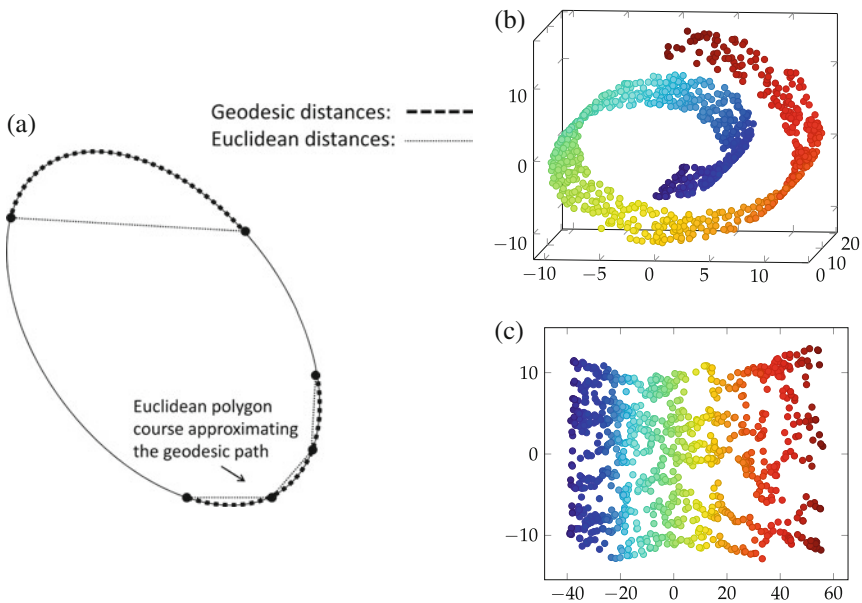 (a)
Geodesic distances:
Euclidean distances:
Euclidean polygon
course approximating
the geodesic path
(b)
10
0
−10
−10 −5 0 5 10 0 10 20
(c)
10
0
−10
−40 −20 0 20 40 60